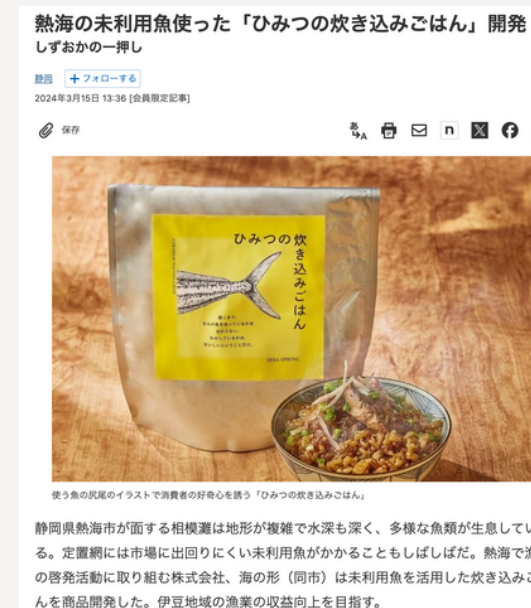 熱海の未利用魚使った「ひみつの炊き込みごはん」開発
しずおかの一押し
静岡
+フォローする
2024年3月15日 13:36 [会員限定記事]
保存
あ
A
n
X
ひみつの炊き込みごはん
使う魚の尻尾のイラストで消費者の好奇心を誘う「ひみつの炊き込みごはん」
静岡県熱海市が面する相模灘は地形が複雑で水深も深く、多様な魚類が生息してい
る。定置網には市場に出回りにくい未利用魚がかかることもしばしばだ。熱海で漁
の啓発活動に取り組む株式会社、海の形（同市）は未利用魚を活用した炊き込みご
んを商品開発した。伊豆地域の漁業の収益向上を目指す。